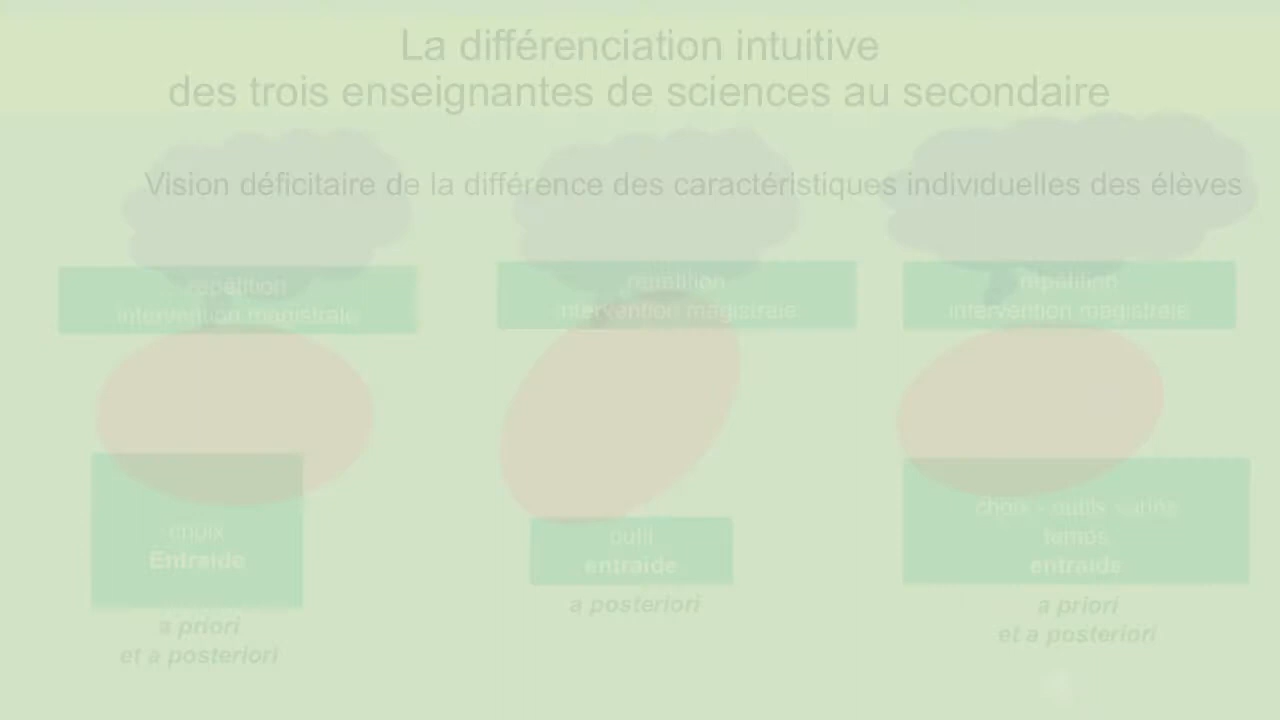 La différenciation intuitive
des trois enseignantes de sciences au secondaire
Vision déficitaire de la différence des caractéristiques individuelles des élèves
répétition
intervention magistrale
répétition
intervention magistrale
répétition
intervention magistrale
choix
Entraide
a priori
et a posteriori
outil
entraide
a posteriori
choix - outils variés
temps
entraide
a priori
et a posteriori